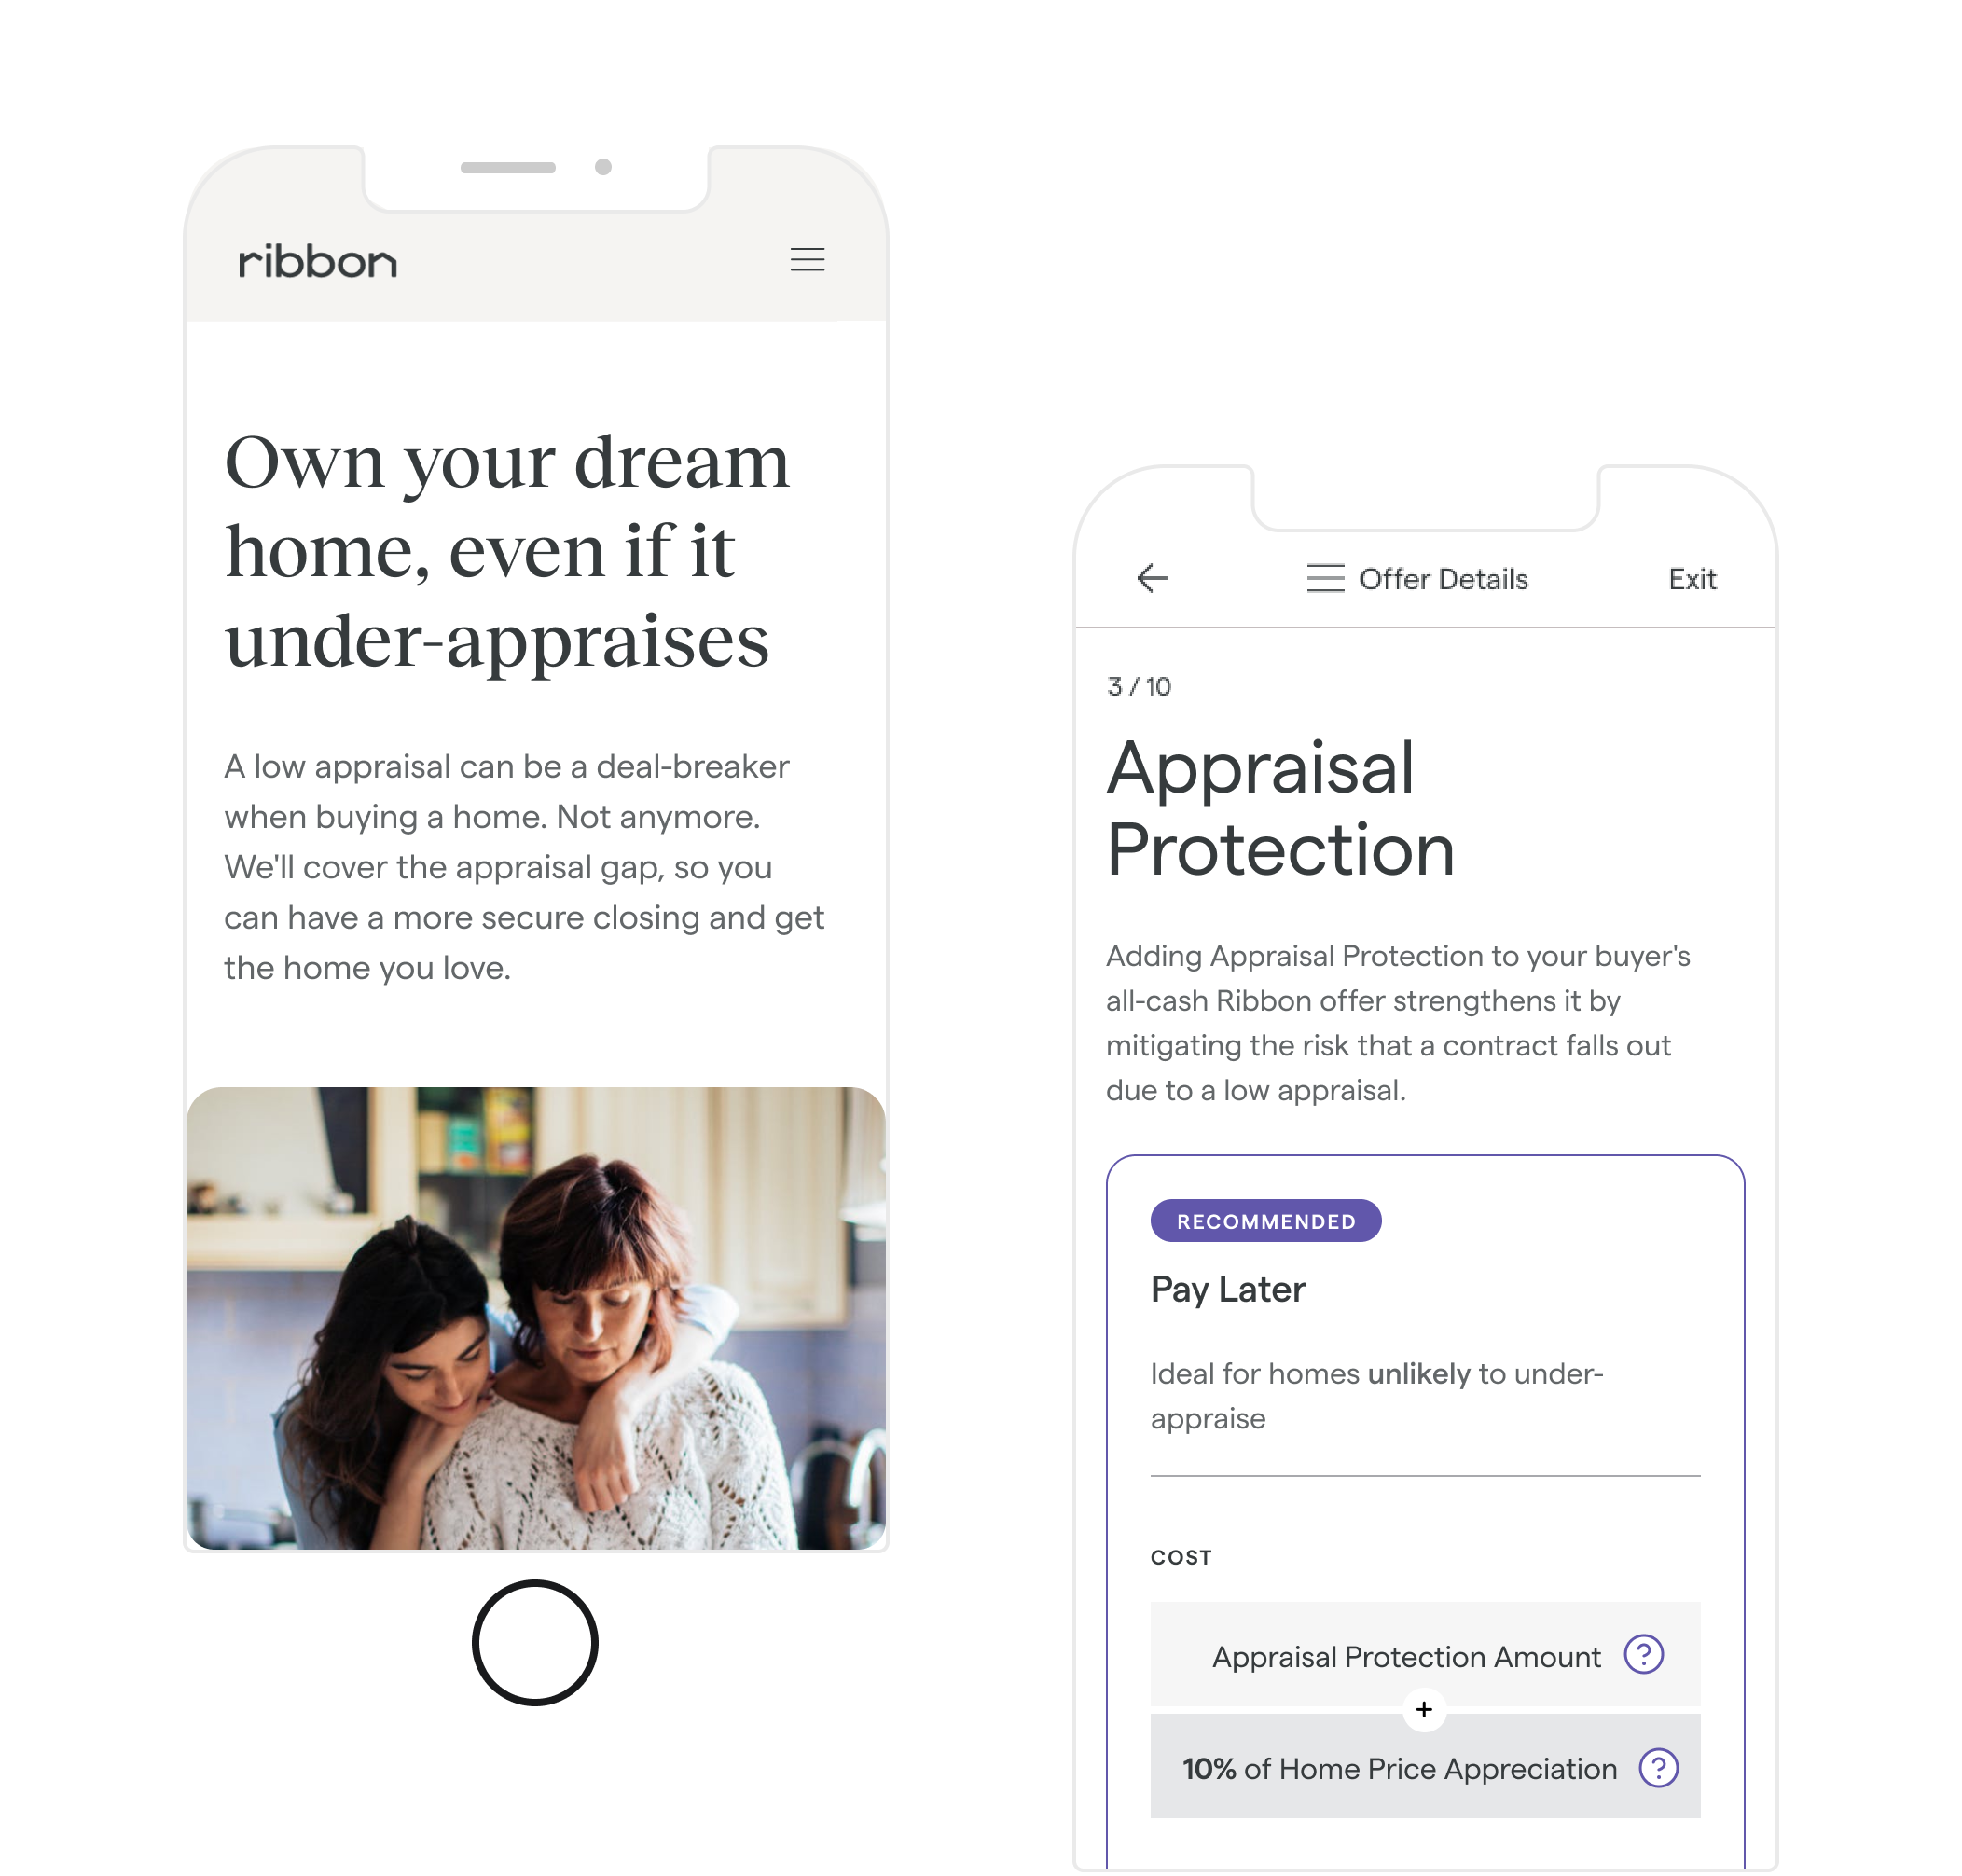 ribbon
Own your dream
home, even if it
under-appraises
A low appraisal can be a deal-breaker
when buying a home. Not anymore.
We'll cover the appraisal gap, so you
can have a more secure closing and get
the home you love.
Offer Details
Exit
3 / 10
Appraisal
Protection
Adding Appraisal Protection to your buyer's
all-cash Ribbon offer strengthens it by
mitigating the risk that a contract falls out
due to a low appraisal.
RECOMMENDED
Pay Later
Ideal for homes unlikely to under-
appraise
COST
Appraisal Protection Amount ?
+
10% of Home Price Appreciation ?